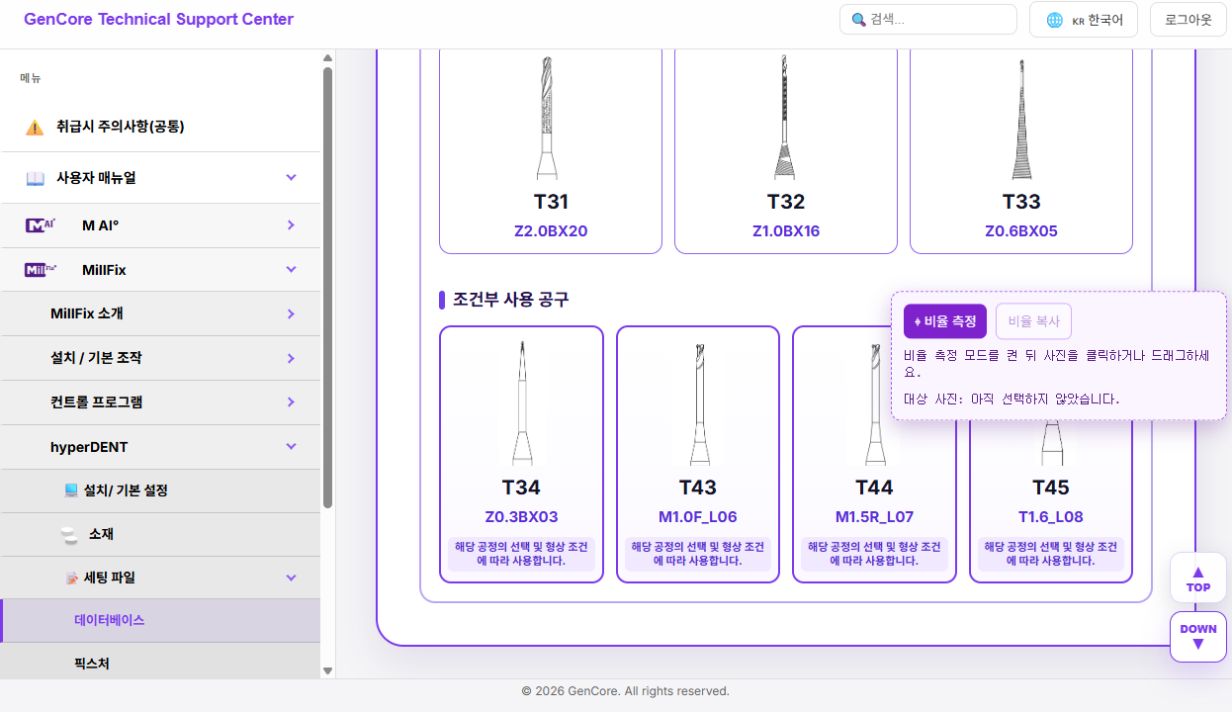 GenCore Technical Support Center
검색...
KR 한국어
로그아웃
메뉴
취급시 주의사항(공통)
사용자 매뉴얼
M AI°
MillFix
MillFix 소개
설치 / 기본 조작
컨트롤 프로그램
hyperDENT
설치/ 기본 설정
소재
세팅 파일
데이터베이스
픽스처
T31
Z2.0BX20
T32
Z1.0BX16
T33
Z0.6BX05
조건부 사용 공구
비율 측정
비율 복사
비율 측정 모드를 켠 뒤 사진을 클릭하거나 드래그하세
요.
대상 사진: 아직 선택하지 않았습니다.
T34
Z0.3BX03
해당 공정의 선택 및 형상 조건
에 따라 사용합니다.
T43
M1.0F_L06
해당 공정의 선택 및 형상 조건
에 따라 사용합니다.
T44
M1.5R_L07
해당 공정의 선택 및 형상 조건
에 따라 사용합니다.
T45
T1.6_L08
해당 공정의 선택 및 형상 조건
에 따라 사용합니다.
TOP
DOWN
© 2026 GenCore. All rights reserved.